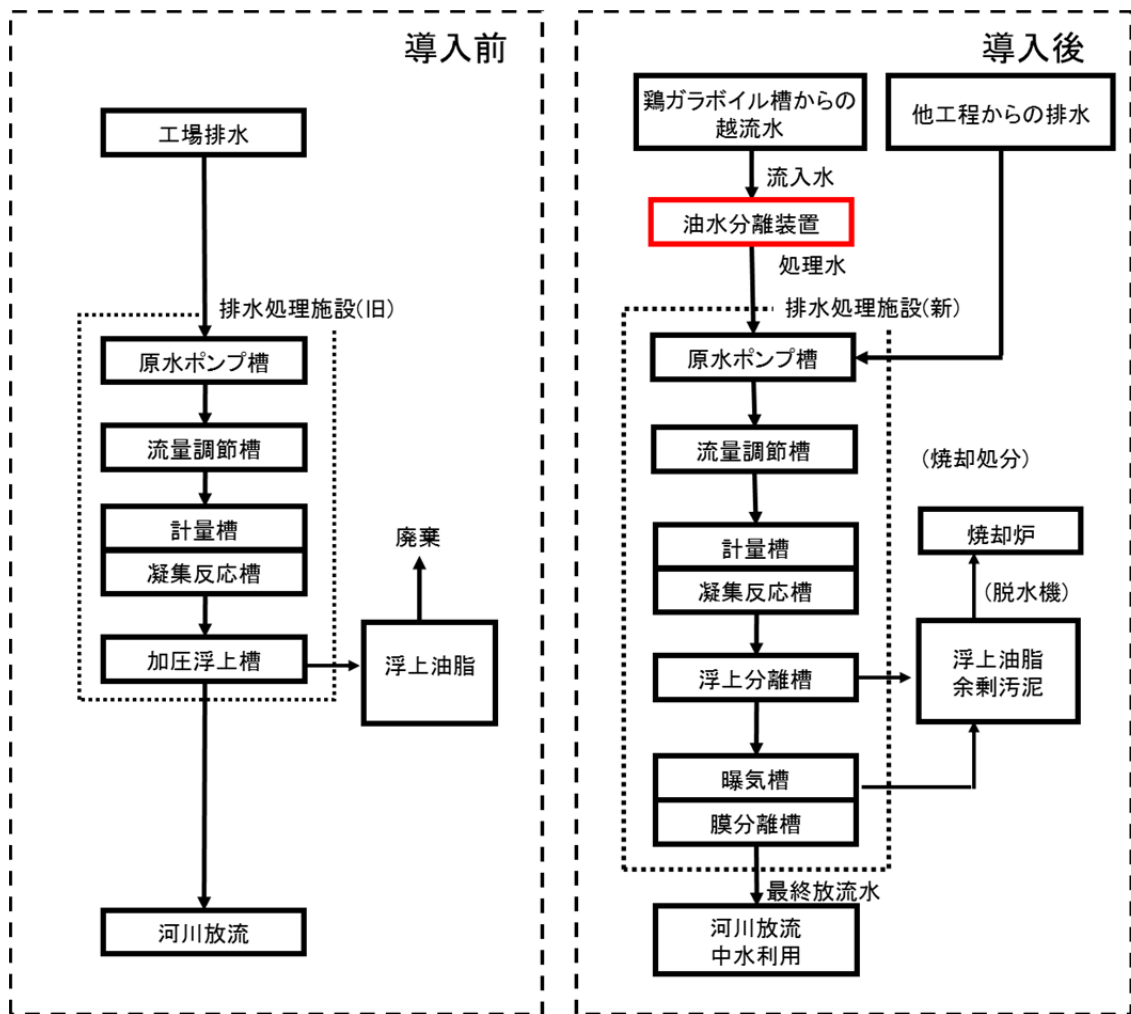 導入前
工場排水
排水処理施設(旧)
原水ポンプ槽
流量調節槽
計量槽
凝集反応槽
加圧浮上槽
廃棄
浮上油脂
河川放流
導入後
鶏ガラボイル槽からの
越流水
他工程からの排水
流入水
油水分離装置
処理水
排水処理施設(新)
原水ポンプ槽
流量調節槽
計量槽
凝集反応槽
浮上分離槽
曝気槽
膜分離槽
(焼却処分)
焼却炉
(脱水機)
浮上油脂
余剰汚泥
最終放流水
河川放流
中水利用